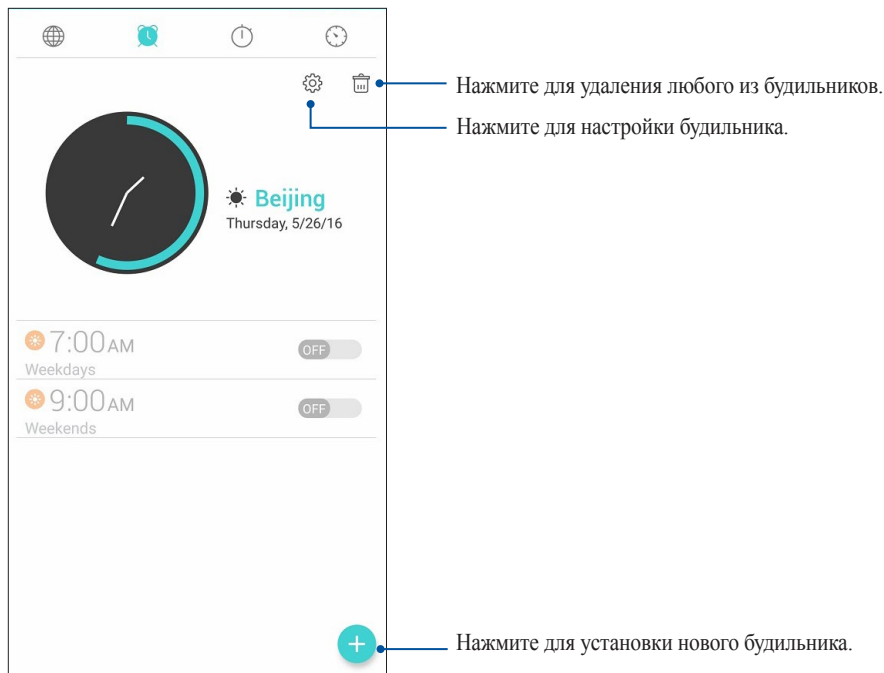 Нажмите для удаления любого из будильников.
Нажмите для настройки будильника.
Beijing
Thursday, 5/26/16
7:00AM
OFF
Weekdays
9:00AM
OFF
Weekends
Нажмите для установки нового будильника.